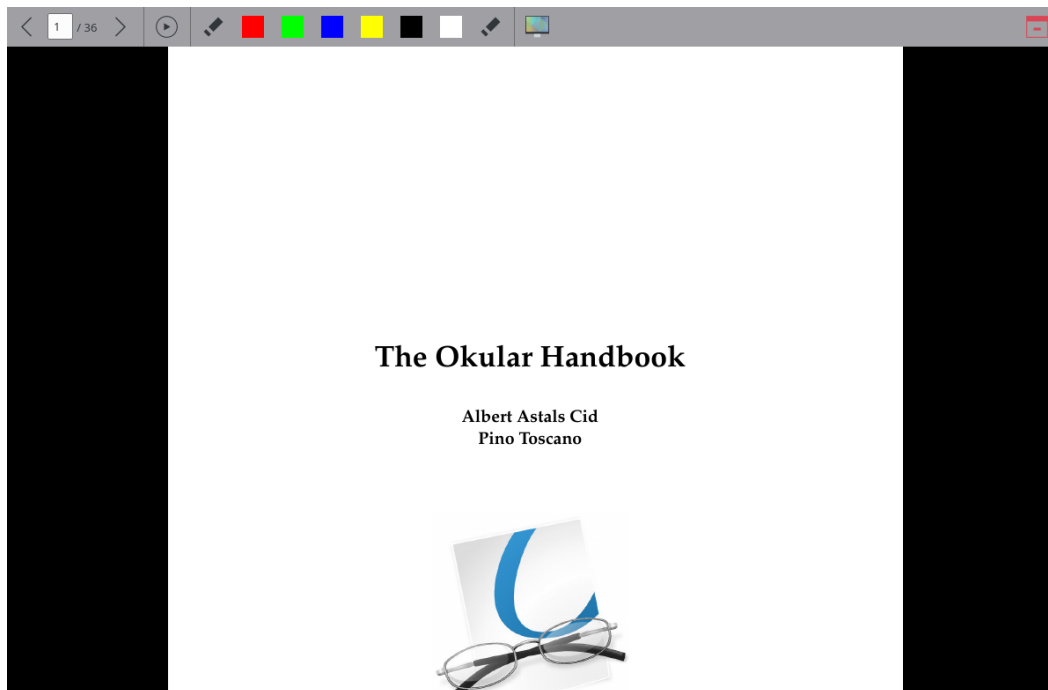 1 / 36
The Okular Handbook
Albert Astals Cid
Pino Toscano